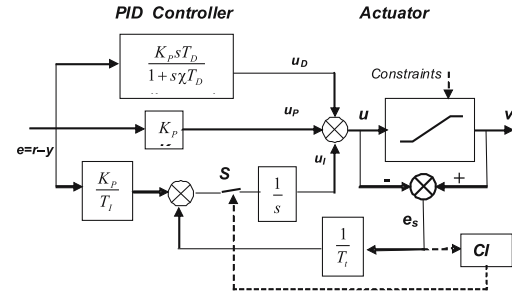 PID Controller
Actuator
K_P s T_D
1 + s χ T_D
u_D
Constraints
u_P
K_P
e=r–y
u
v
u_I
K_P
T_I
S
1
s
-
+
e_s
1
T_t
CI